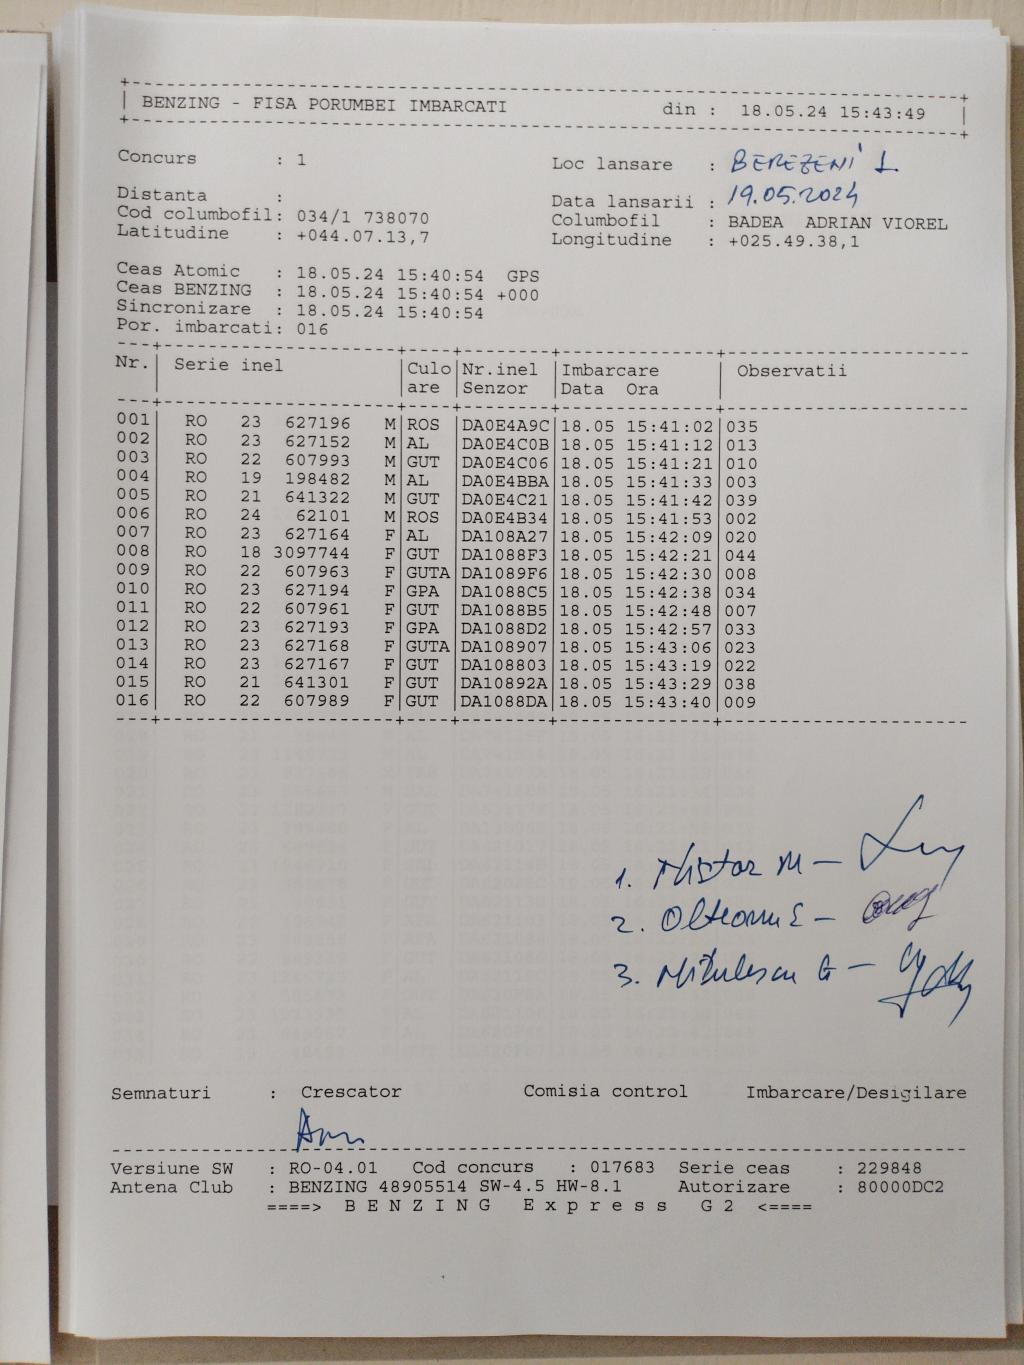 BENZING - FISA PORUMBEI IMBARCATI din : 18.05.24 15:43:49
Concurs : 1 Loc lansare : BEREZENI 1
Distanta : Data lansarii : 19.05.2024
Cod columbofil: 034/1 738070 Columbofil : BADEA ADRIAN VIOREL
Latitudine : +044.07.13,7 Longitudine : +025.49.38,1
Ceas Atomic : 18.05.24 15:40:54 GPS
Ceas BENZING : 18.05.24 15:40:54 +000
Sincronizare : 18.05.24 15:40:54
Por. imbarcati: 016
Nr. Serie inel Culo Nr.inel Imbarcare Observatii
are Senzor Data Ora
001 RO 23 627196 M ROS DA0E4A9C 18.05 15:41:02 035
002 RO 23 627152 M AL DA0E4C0B 18.05 15:41:12 013
003 RO 22 607993 M GUT DA0E4C06 18.05 15:41:21 010
004 RO 19 198482 M AL DA0E4BBA 18.05 15:41:33 003
005 RO 21 641322 M GUT DA0E4C21 18.05 15:41:42 039
006 RO 24 62101 M ROS DA0E4B34 18.05 15:41:53 002
007 RO 23 627164 F AL DA108A27 18.05 15:42:09 020
008 RO 18 3097744 F GUT DA1088F3 18.05 15:42:21 044
009 RO 22 607963 F GUTA DA1089F6 18.05 15:42:30 008
010 RO 23 627194 F GPA DA1088C5 18.05 15:42:38 034
011 RO 22 607961 F GUT DA1088B5 18.05 15:42:48 007
012 RO 23 627193 F GPA DA1088D2 18.05 15:42:57 033
013 RO 23 627168 F GUTA DA108907 18.05 15:43:06 023
014 RO 23 627167 F GUT DA108803 18.05 15:43:19 022
015 RO 21 641301 F GUT DA10892A 18.05 15:43:29 038
016 RO 22 607989 F GUT DA1088DA 18.05 15:43:40 009
1. Nistor M –
2. Olteanu E –
3. Mitulescu G –
Semnaturi : Crescator Comisia control Imbarcare/Desigilare
Versiune SW : RO-04.01 Cod concurs : 017683 Serie ceas : 229848
Antena Club : BENZING 48905514 SW-4.5 HW-8.1 Autorizare : 80000DC2
====> B E N Z I N G E x p r e s s G 2 <====